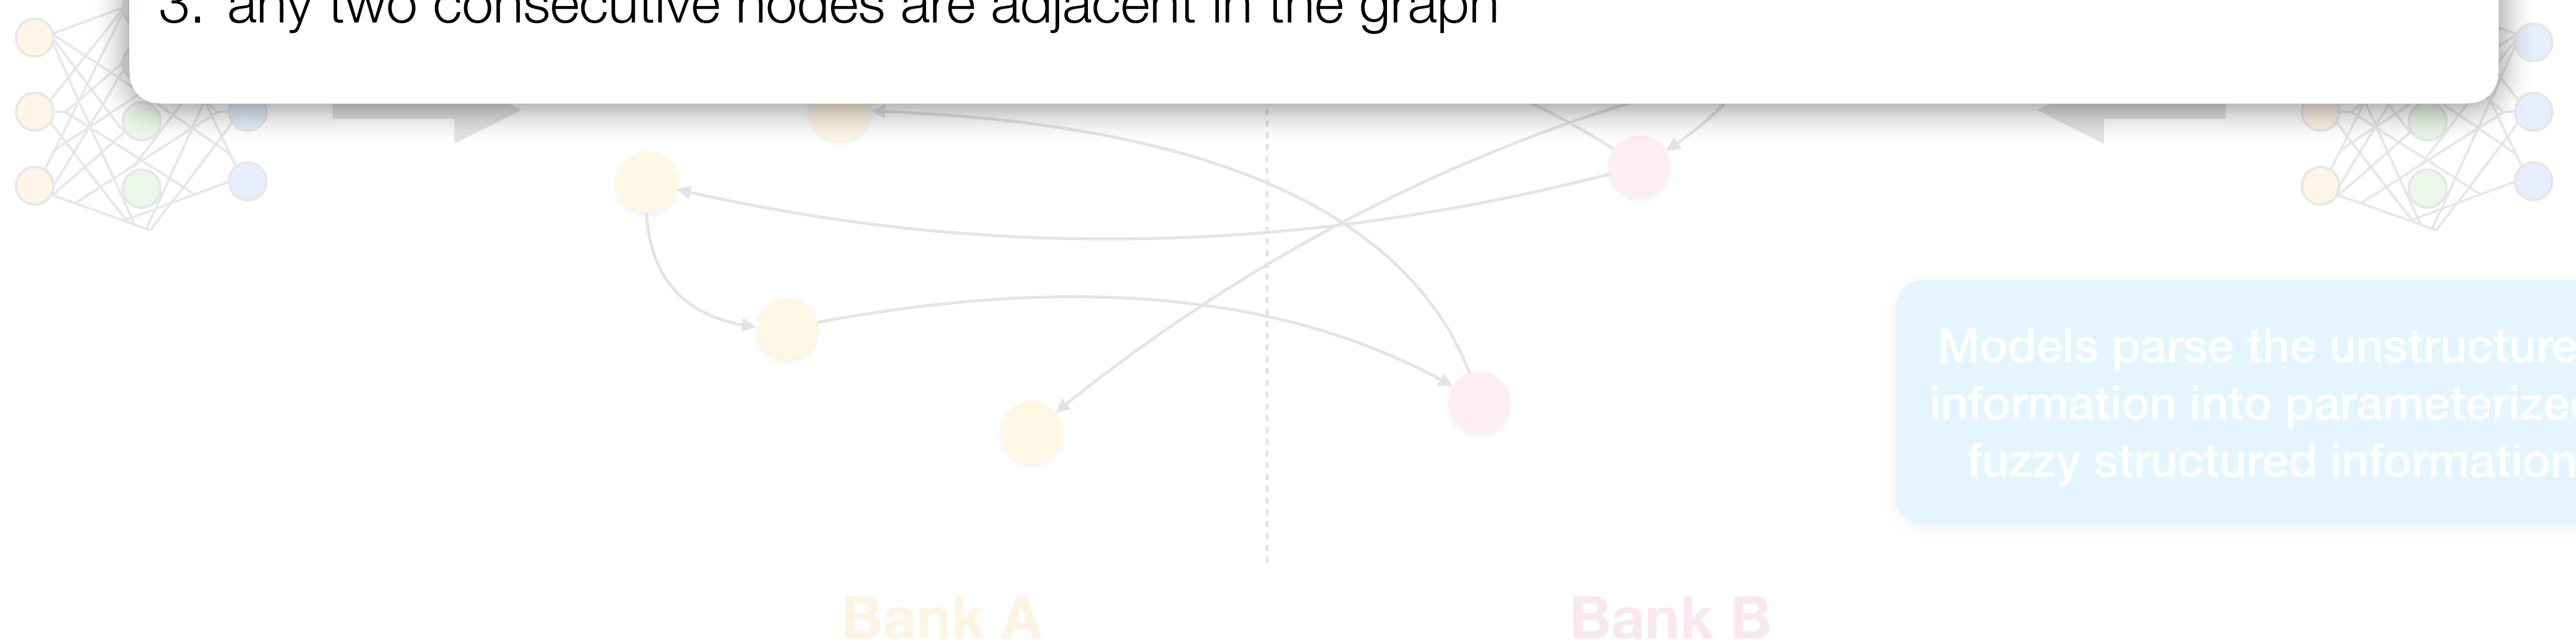 3. any two consecutive nodes are adjacent in the graph
Models parse the unstructure
information into parameterize
fuzzy structured information
Bank A
Bank B